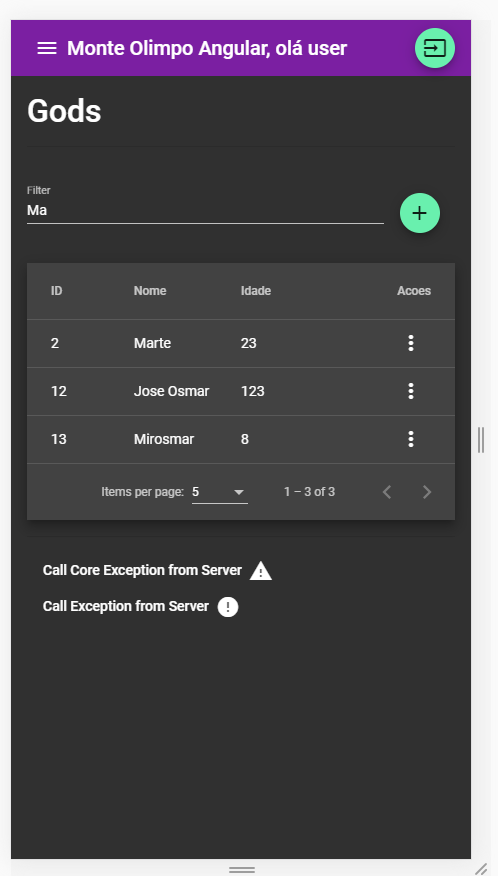 Monte Olimpo Angular, olá user
Gods
Filter
Ma
ID Nome Idade Acoes
2 Marte 23
12 Jose Osmar 123
13 Mirosmar 8
Items per page: 5 1 – 3 of 3
Call Core Exception from Server
Call Exception from Server